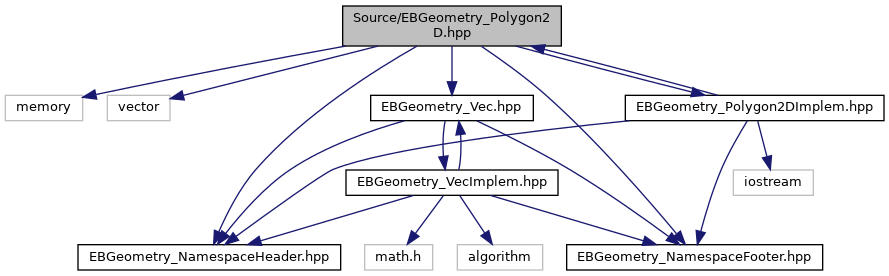 Source/EBGeometry_Polygon2
D.hpp
memory
vector
EBGeometry_Vec.hpp
EBGeometry_Polygon2DImplem.hpp
EBGeometry_VecImplem.hpp
iostream
EBGeometry_NamespaceHeader.hpp
math.h
algorithm
EBGeometry_NamespaceFooter.hpp